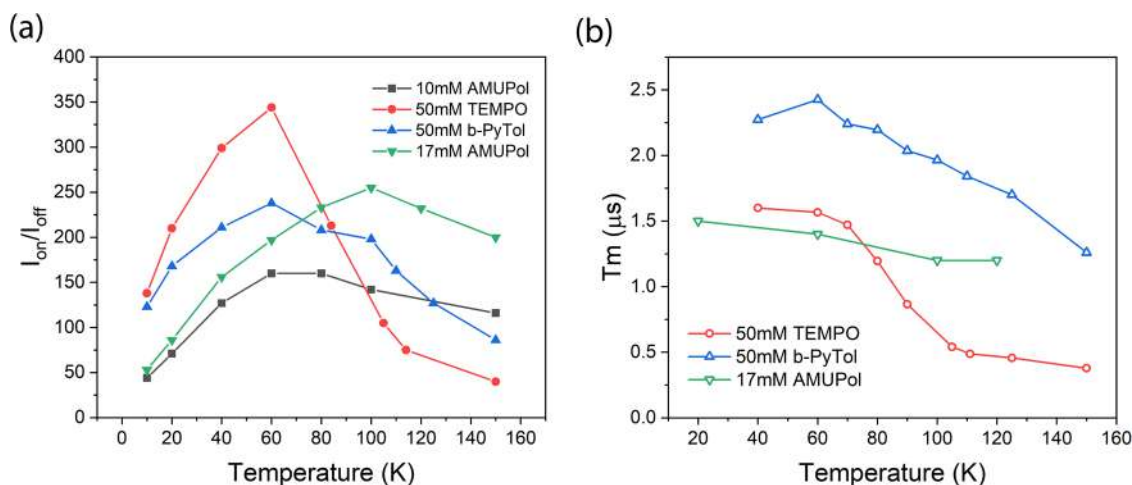 (a)
400
350
300
250
200
150
100
50
0
I_on/I_off
10mM AMUPol
50mM TEMPO
50mM b-PyTol
17mM AMUPol
0 20 40 60 80 100 120 140 160
Temperature (K)
(b)
2.5
2.0
1.5
1.0
0.5
0.0
Tm (μs)
50mM TEMPO
50mM b-PyTol
17mM AMUPol
20 40 60 80 100 120 140 160
Temperature (K)